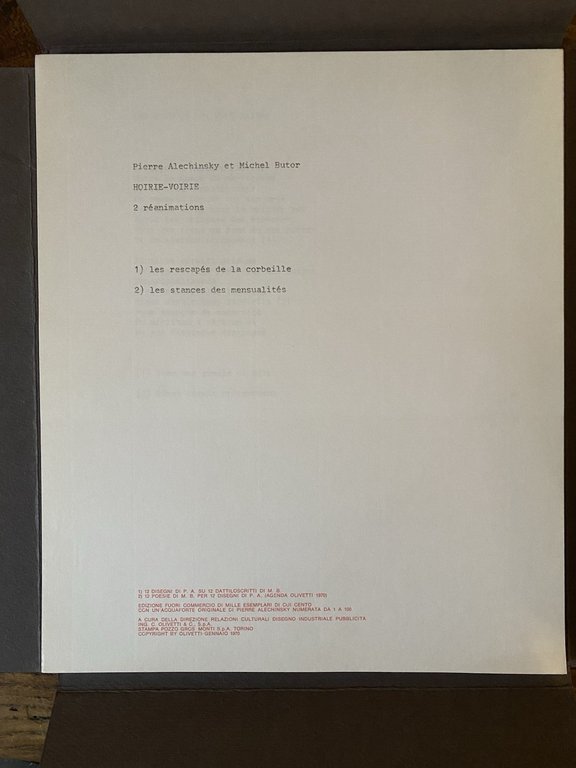 Pierre Alechinsky et Michel Butor
HOIRIE-VOIRIE
2 réanimations
1) les rescapés de la corbeille
2) les stances des mensualités
1) 12 DISEGNI DI P. A. SU 12 DATTILOSCRITTI DI M. B.
2) 12 POESIE DI M. B. PER 12 DISEGNI DI P. A. (AGENDA OLIVETTI 1970)
EDIZIONE FUORI COMMERCIO DI MILLE ESEMPLARI DI CUI CENTO
CON UN'ACQUAFORTE ORIGINALE DI PIERRE ALECHINSKY NUMERATA DA 1 A 100
A CURA DELLA DIREZIONE RELAZIONI CULTURALI DISEGNO INDUSTRIALE PUBBLICITA
ING. C. OLIVETTI & C., S.p.A.
STAMPA POZZO GROS MONTI S.p.A. TORINO
COPYRIGHT BY OLIVETTI-GENNAIO 1970